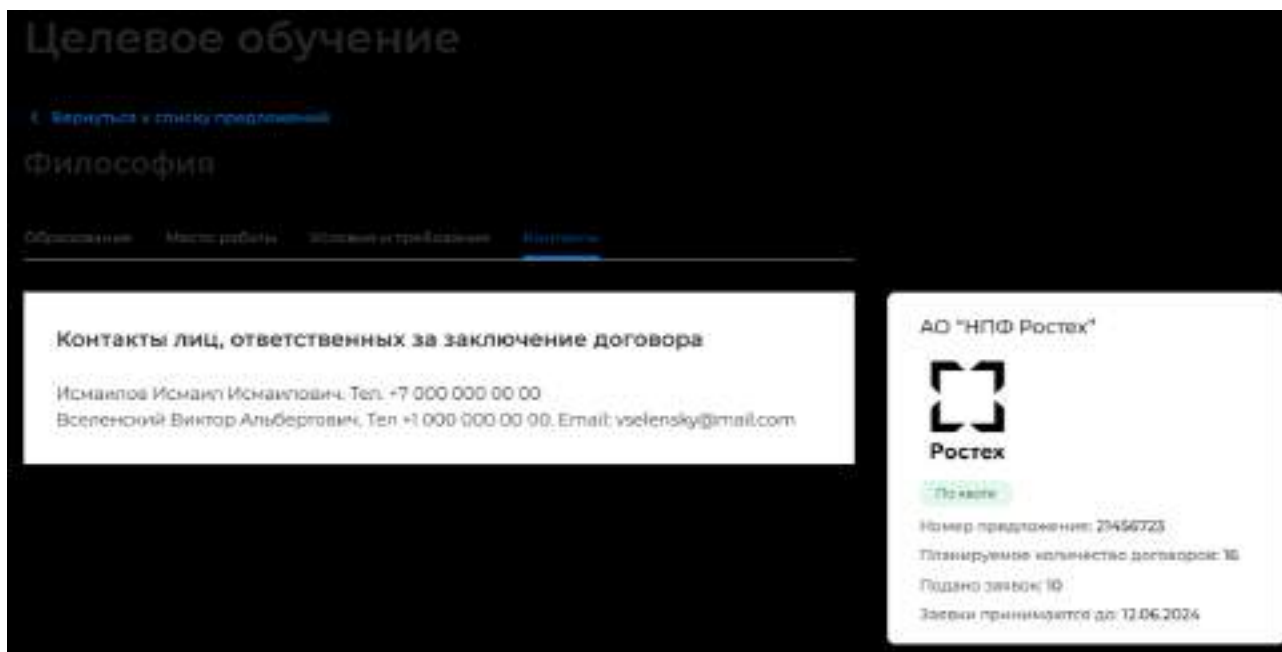 Целевое обучение
Вернуться к списку предложений
Философия
Образование Место работы Условия и требования Контакты
Контакты лиц, ответственных за заключение договора
Исмаилов Исмаил Исмаилович. Тел. +7 000 000 00 00
Вселенский Виктор Альбертович. Тел +1 000 000 00 00. Email: vselensky@mail.com
АО "НПФ Ростех"
Ростех
По квоте
Номер предложения: 21456723
Планируемое количество договоров: 16
Подано заявок: 10
Заявки принимаются до: 12.06.2024